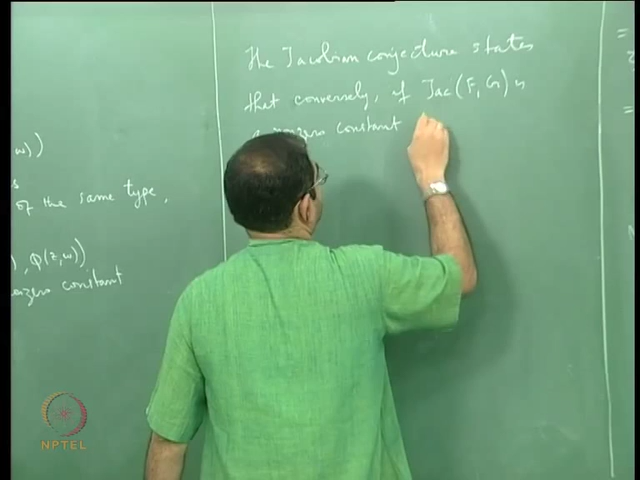 The Jacobian conjecture states
that conversely, if Jac(F, G) is
nonzero constant
w))
of the same type,
, φ(z,w))
nonzero constant
NPTEL